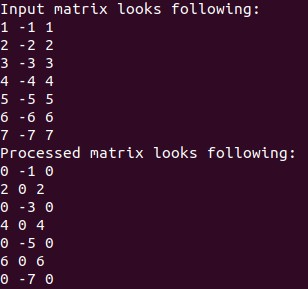 Input matrix looks following:
1 -1 1
2 -2 2
3 -3 3
4 -4 4
5 -5 5
6 -6 6
7 -7 7
Processed matrix looks following:
0 -1 0
2 0 2
0 -3 0
4 0 4
0 -5 0
6 0 6
0 -7 0